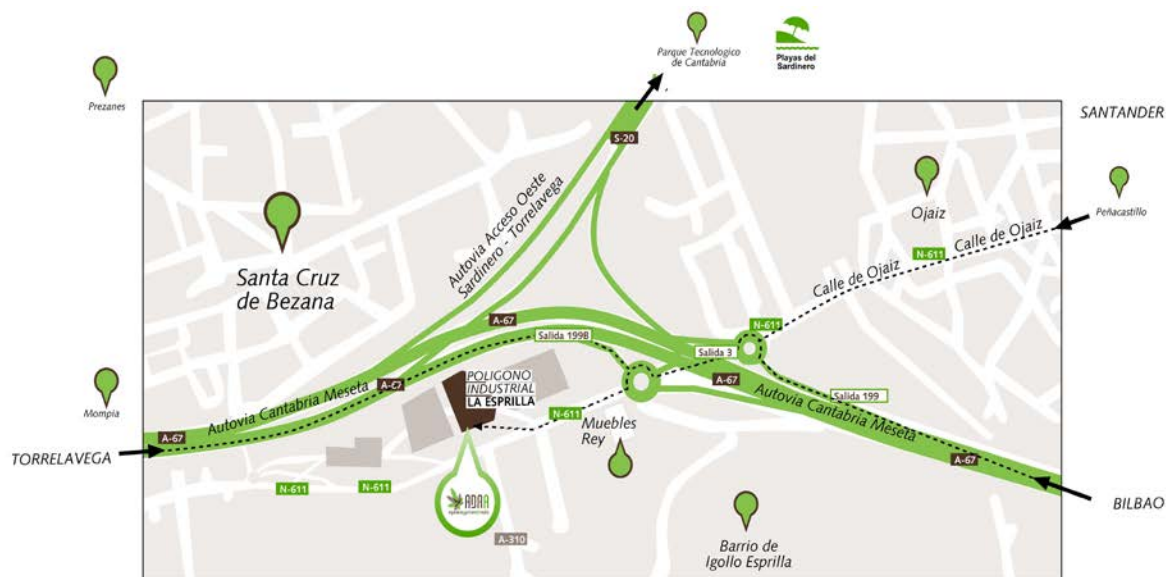 Parque Tecnologico
de Cantabria
Playas del
Sardinero
Prezanes
SANTANDER
S-20
Peñacastillo
Ojaiz
Autovia Acceso Oeste
Sardinero - Torrelavega
Calle de Ojaiz
N-611
Calle de Ojaiz
Santa Cruz
de Bezana
A-67
Salida 199B
N-611
Salida 3
POLIGONO
INDUSTRIAL
LA ESPRILLA
A-67
A-67
Salida 199
Mompia
Autovia Cantabria Meseta
Autovia Cantabria Meseta
N-611
Muebles
Rey
A-67
TORRELAVEGA
A-67
N-611
N-611
ADAA
BILBAO
A-310
Barrio de
Igollo Esprilla